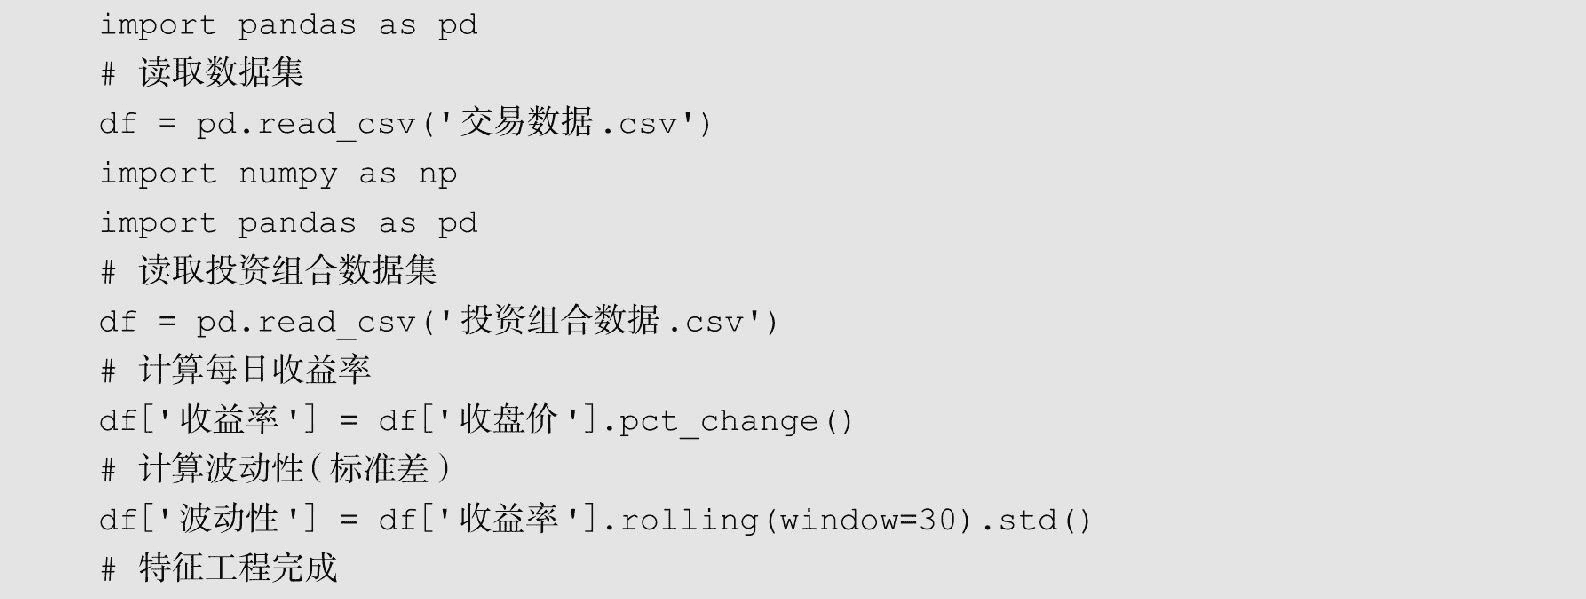 import pandas as pd
# 读取数据集
df = pd.read_csv('交易数据.csv')
import numpy as np
import pandas as pd
# 读取投资组合数据集
df = pd.read_csv('投资组合数据.csv')
# 计算每日收益率
df['收益率'] = df['收盘价'].pct_change()
# 计算波动性(标准差)
df['波动性'] = df['收益率'].rolling(window=30).std()
# 特征工程完成